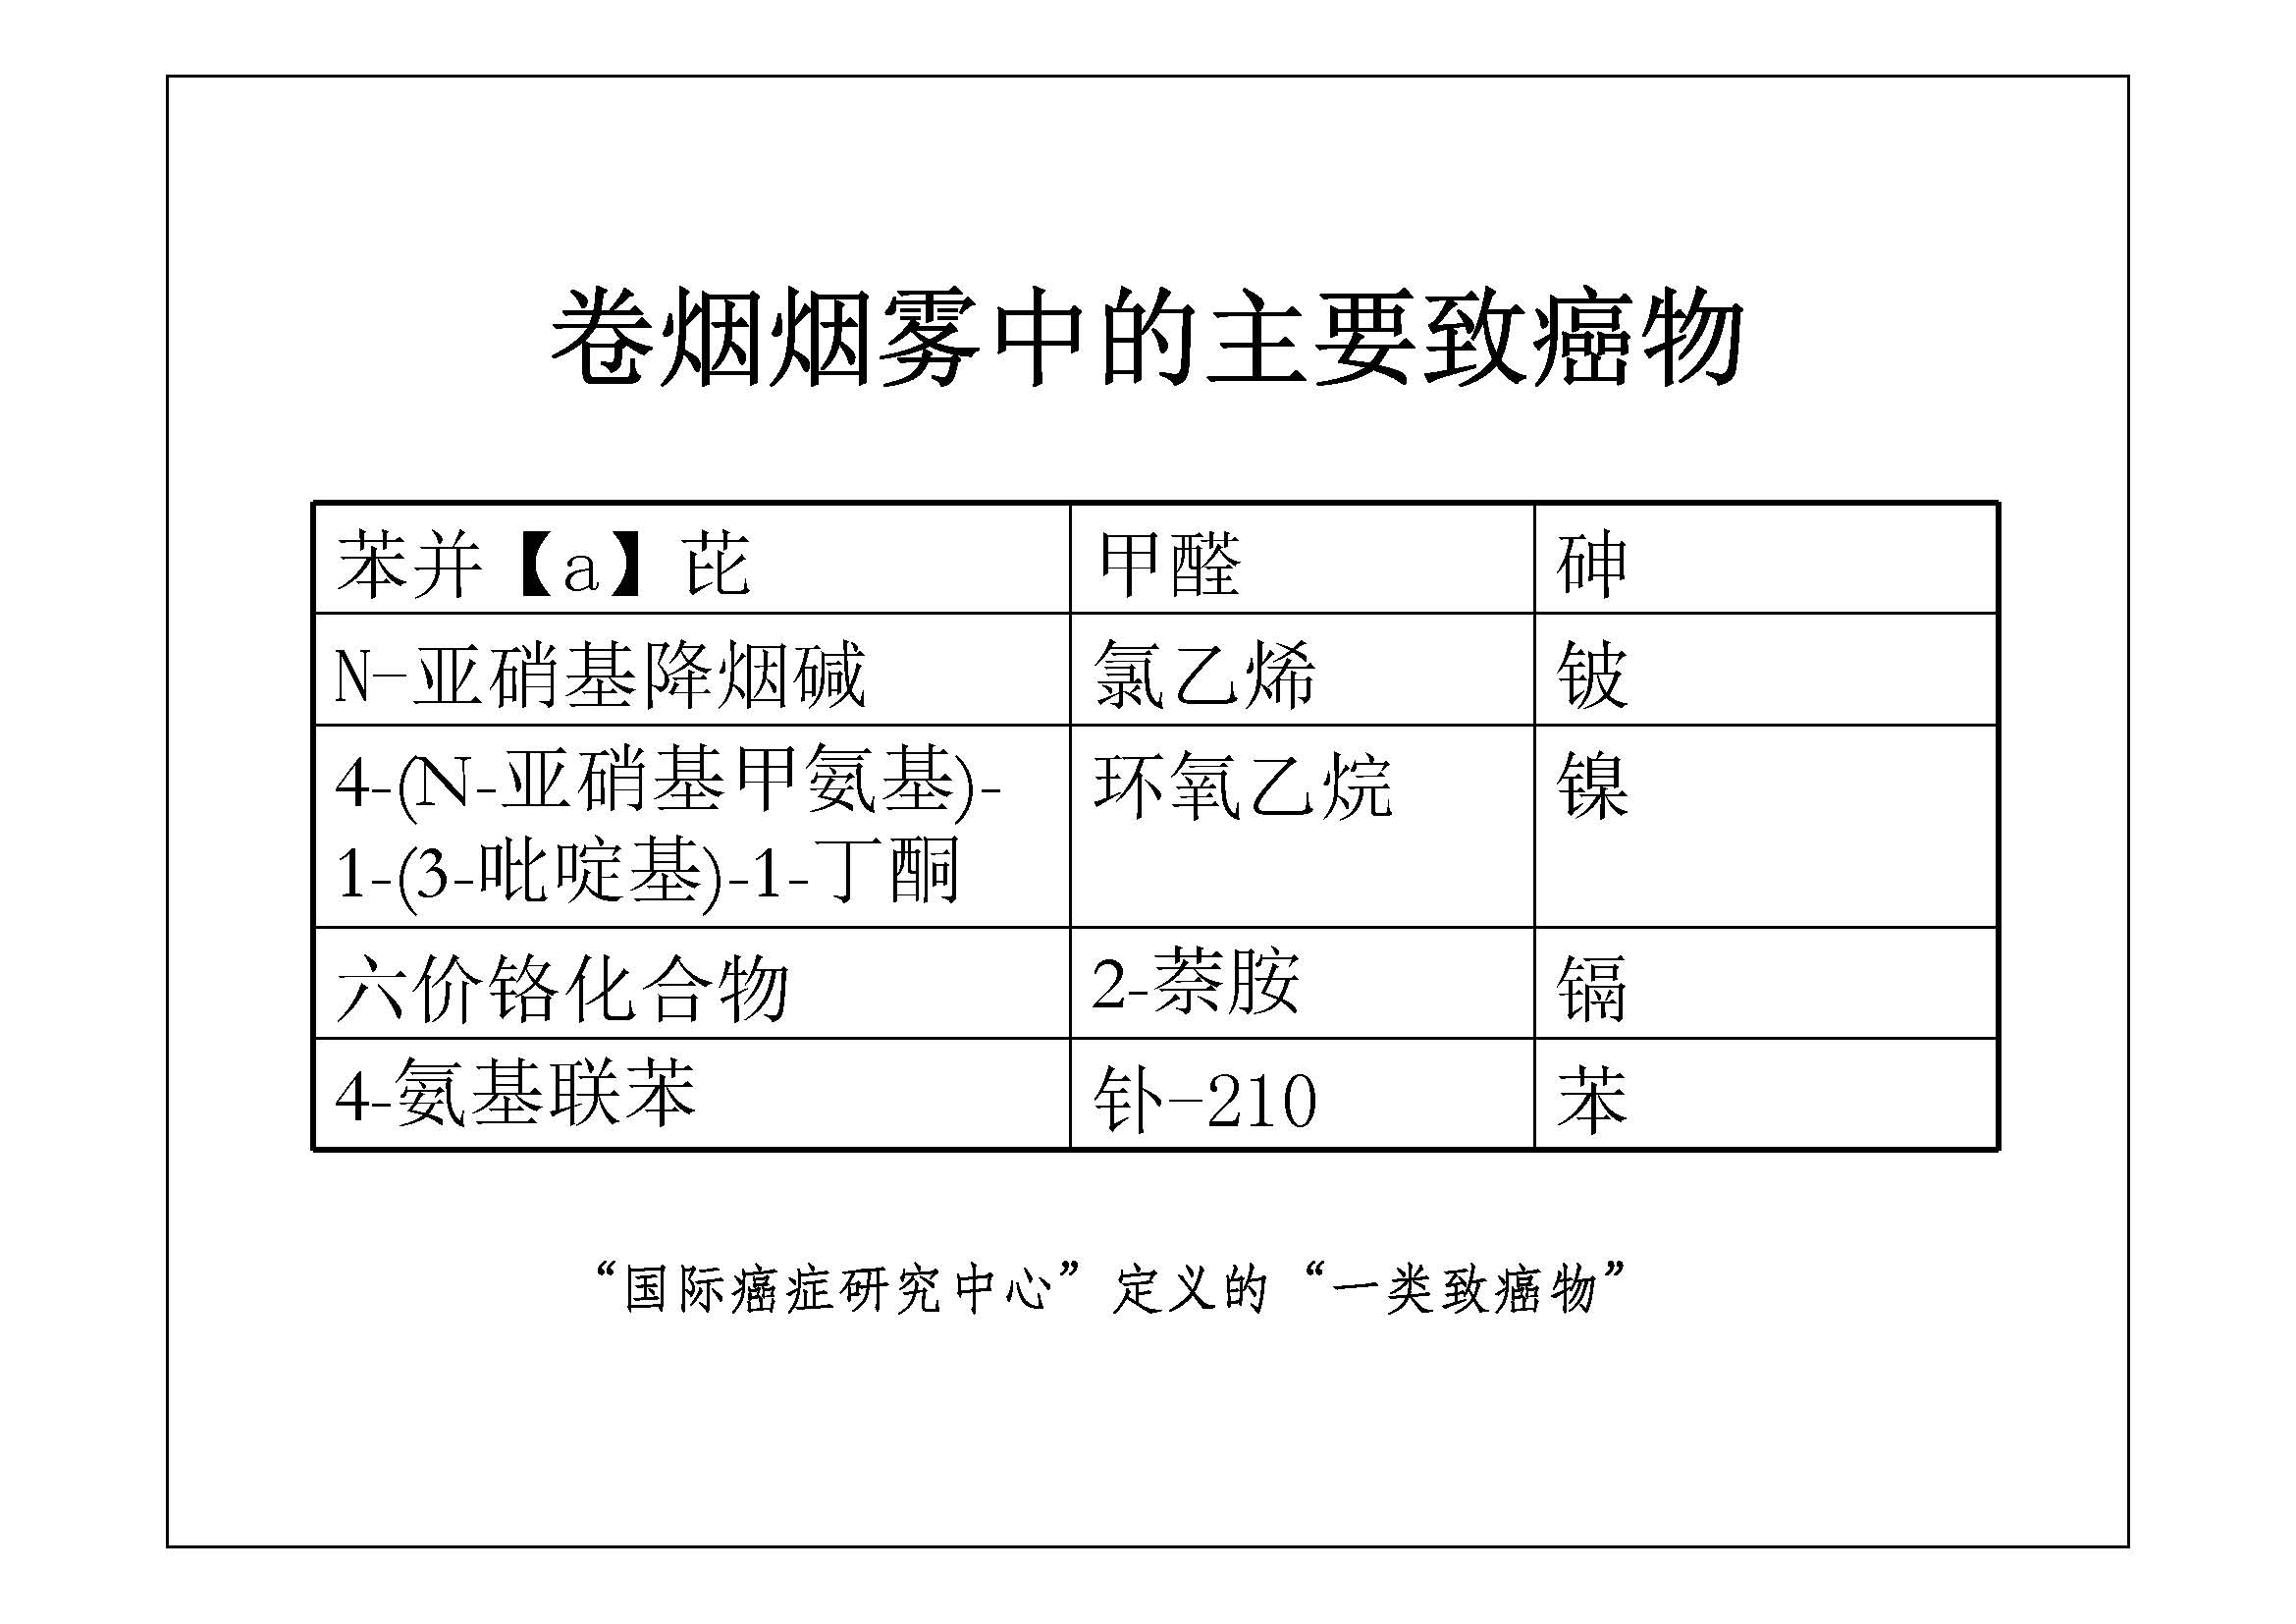 卷烟烟雾中的主要致癌物
苯并【a】芘 甲醛 砷
N-亚硝基降烟碱 氯乙烯 铍
4-(N-亚硝基甲氨基)- 环氧乙烷 镍
1-(3-吡啶基)-1-丁酮
六价铬化合物 2-萘胺 镉
4-氨基联苯 钋-210 苯
“国际癌症研究中心”定义的“一类致癌物”